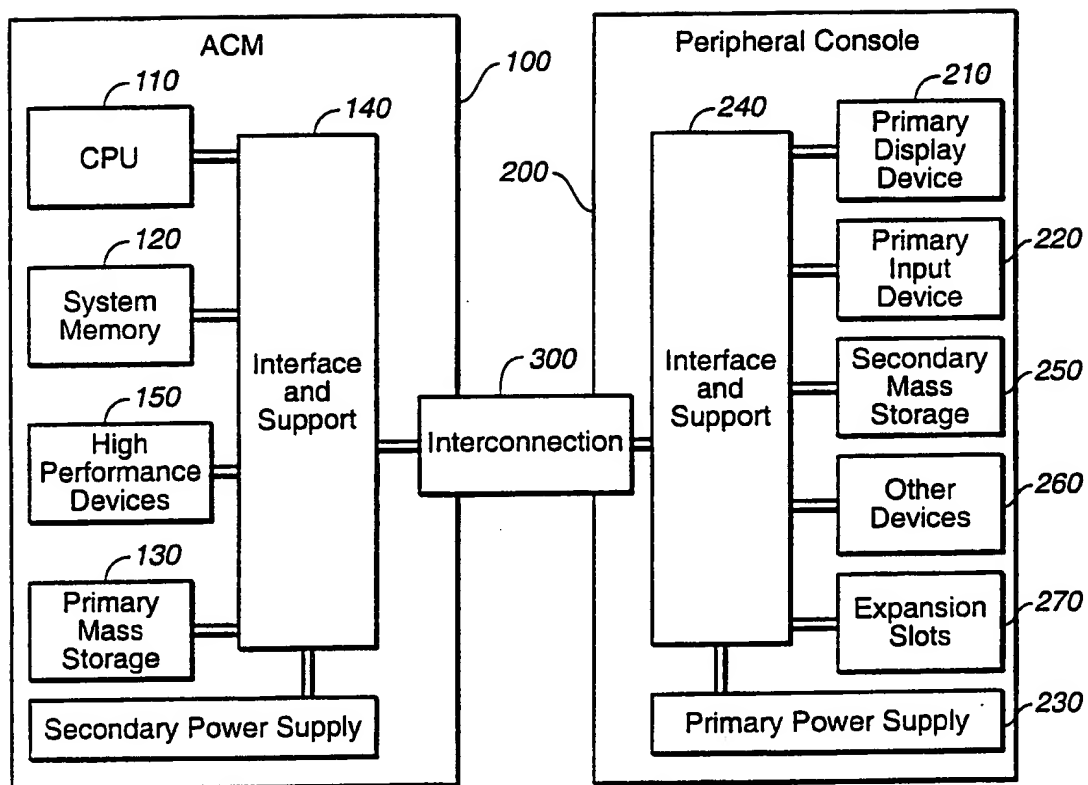 ACM
100
110
CPU
140
120
System
Memory
Interface
and
Support
150
High
Performance
Devices
130
Primary
Mass
Storage
Secondary Power Supply
300
Interconnection
Peripheral Console
200
240
Interface
and
Support
210
Primary
Display
Device
Primary
Input
Device
220
Secondary
Mass
Storage
250
Other
Devices
260
Expansion
Slots
270
Primary Power Supply
230